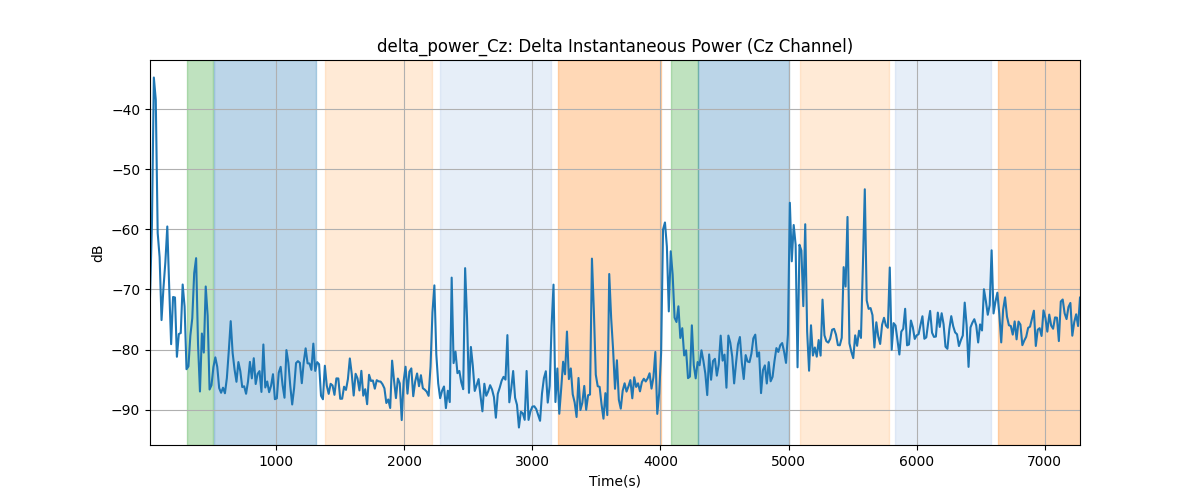 delta_power_Cz: Delta Instantaneous Power (Cz Channel)
dB
−40
−50
−60
−70
−80
−90
1000 2000 3000 4000 5000 6000 7000
Time(s)